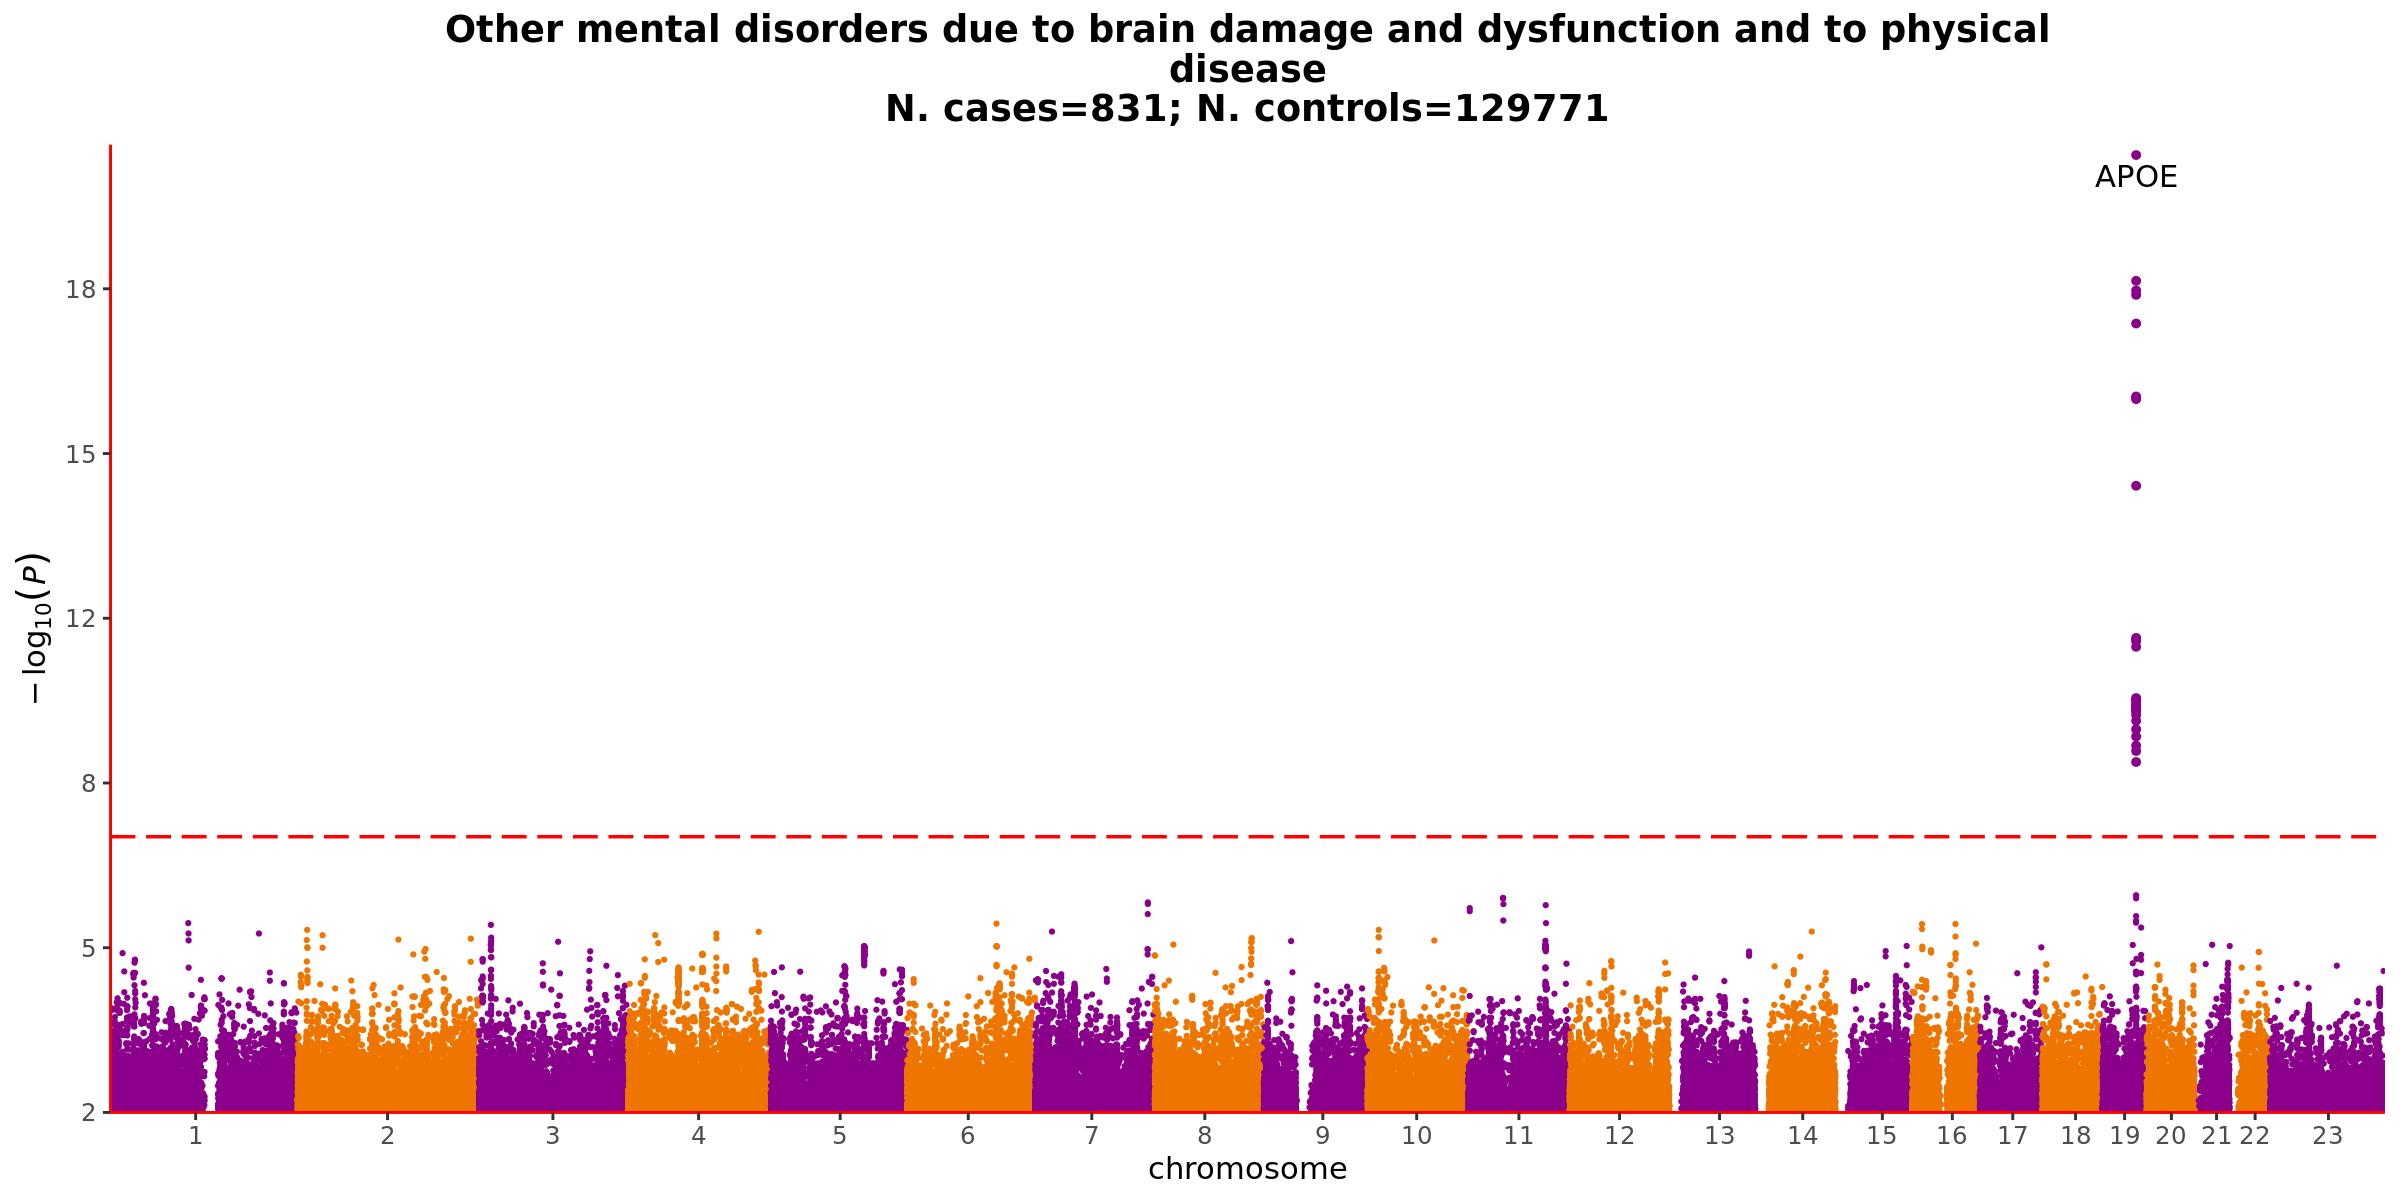 Other mental disorders due to brain damage and dysfunction and to physical
disease
N. cases=831; N. controls=129771
APOE
18
15
12
8
5
2
−log10(P)
1 2 3 4 5 6 7 8 9 10 11 12 13 14 15 16 17 18 19 20 21 22 23
chromosome